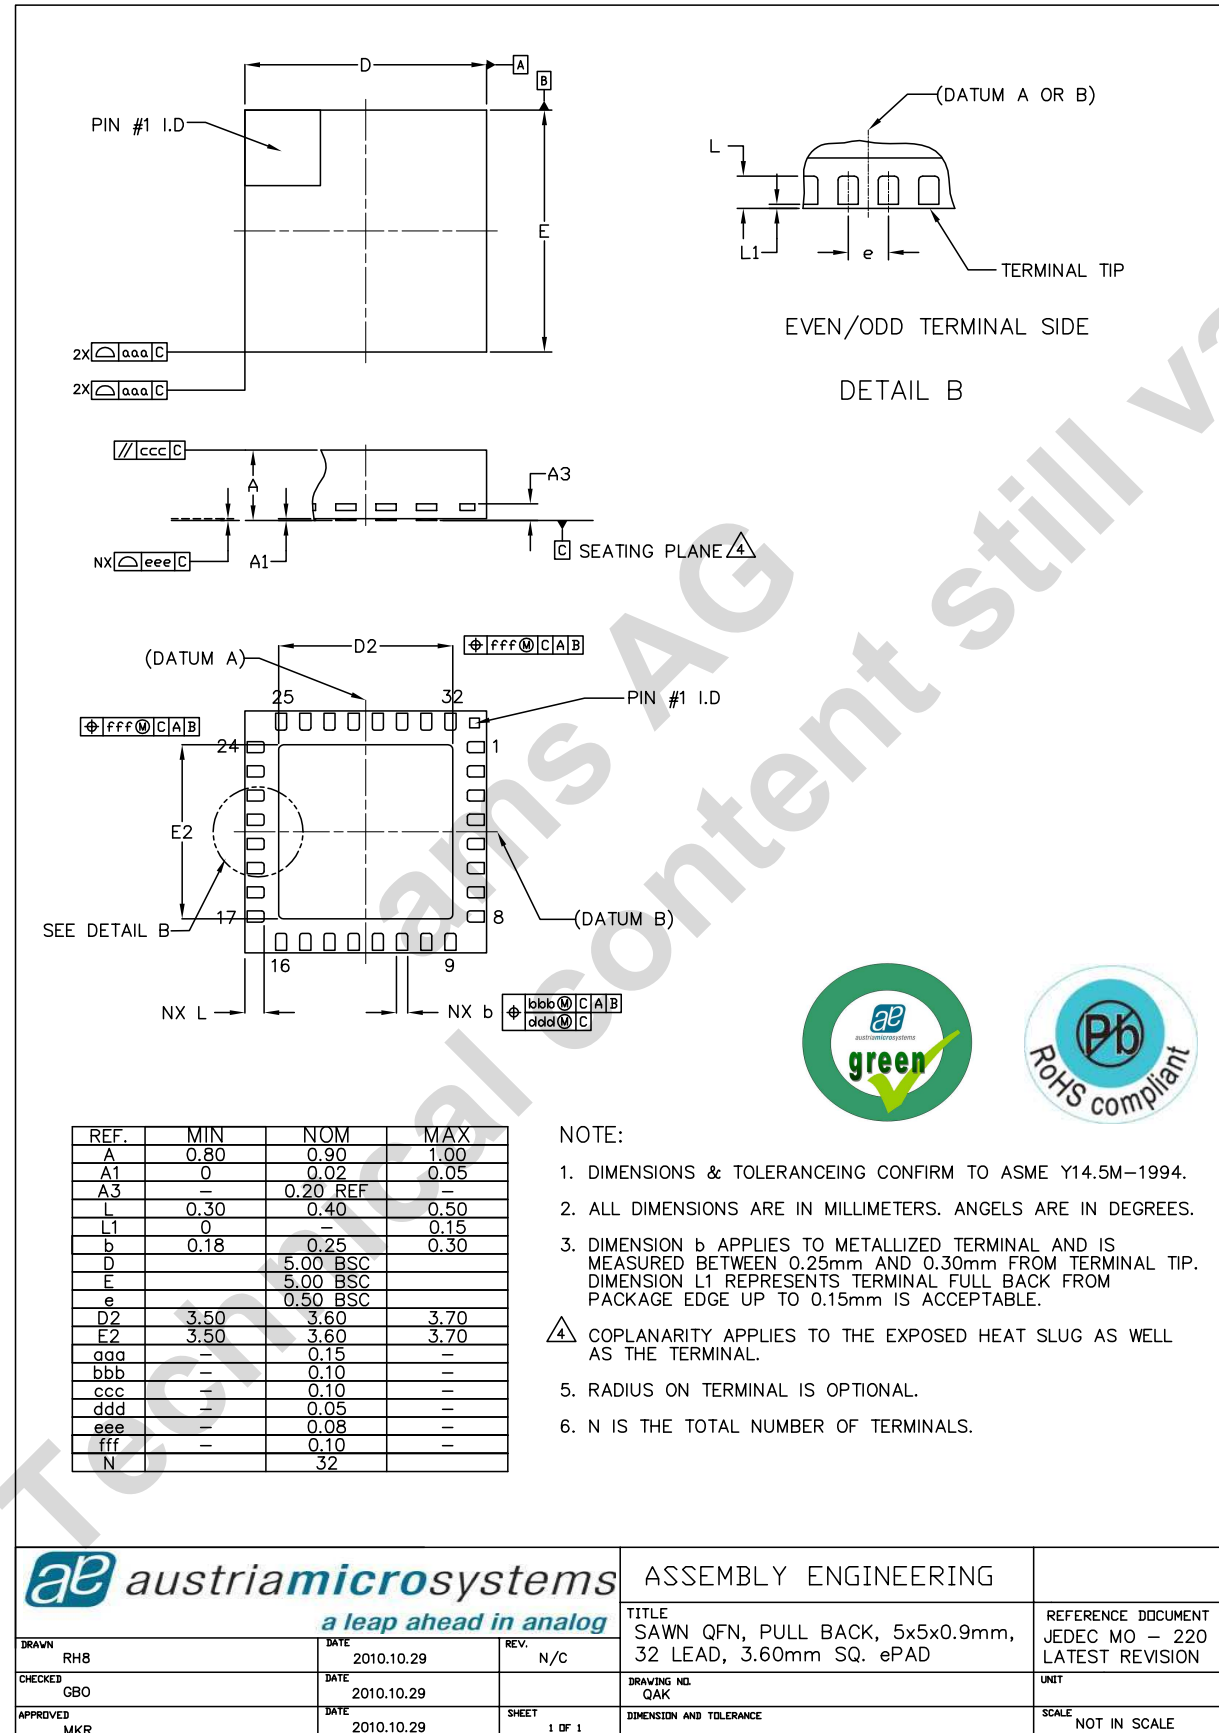 D
A
B
PIN #1 I.D
E
2X aaa C
2X aaa C
(DATUM A OR B)
L
L1
e
TERMINAL TIP
EVEN/ODD TERMINAL SIDE
DETAIL B
// ccc C
A
A3
NX eee C
A1
C SEATING PLANE 4
D2
fff Ⓜ C A B
(DATUM A)
25 32
PIN #1 I.D
fff Ⓜ C A B
24 1
E2
SEE DETAIL B
17 8
(DATUM B)
16 9
NX L
NX b
bbb Ⓜ C A B
ddd Ⓜ C
ae
austriamicrosystems
green
Pb
RoHS compliant
REF. MIN NOM MAX
A 0.80 0.90 1.00
A1 0 0.02 0.05
A3 – 0.20 REF –
L 0.30 0.40 0.50
L1 0 – 0.15
b 0.18 0.25 0.30
D 5.00 BSC
E 5.00 BSC
e 0.50 BSC
D2 3.50 3.60 3.70
E2 3.50 3.60 3.70
aaa – 0.15 –
bbb – 0.10 –
ccc – 0.10 –
ddd – 0.05 –
eee – 0.08 –
fff – 0.10 –
N 32
NOTE:
1. DIMENSIONS & TOLERANCEING CONFIRM TO ASME Y14.5M–1994.
2. ALL DIMENSIONS ARE IN MILLIMETERS. ANGELS ARE IN DEGREES.
3. DIMENSION b APPLIES TO METALLIZED TERMINAL AND IS
MEASURED BETWEEN 0.25mm AND 0.30mm FROM TERMINAL TIP.
DIMENSION L1 REPRESENTS TERMINAL FULL BACK FROM
PACKAGE EDGE UP TO 0.15mm IS ACCEPTABLE.
4 COPLANARITY APPLIES TO THE EXPOSED HEAT SLUG AS WELL
AS THE TERMINAL.
5. RADIUS ON TERMINAL IS OPTIONAL.
6. N IS THE TOTAL NUMBER OF TERMINALS.
ams AG
Technical content still va
ae austriamicrosystems
a leap ahead in analog
ASSEMBLY ENGINEERING
TITLE
SAWN QFN, PULL BACK, 5x5x0.9mm,
32 LEAD, 3.60mm SQ. ePAD
REFERENCE DOCUMENT
JEDEC MO – 220
LATEST REVISION
DRAWN
RH8
DATE
2010.10.29
REV.
N/C
CHECKED
GBO
DATE
2010.10.29
DRAWING NO.
QAK
UNIT
APPROVED
MKR
DATE
2010.10.29
SHEET
1 OF 1
DIMENSION AND TOLERANCE
SCALE
NOT IN SCALE